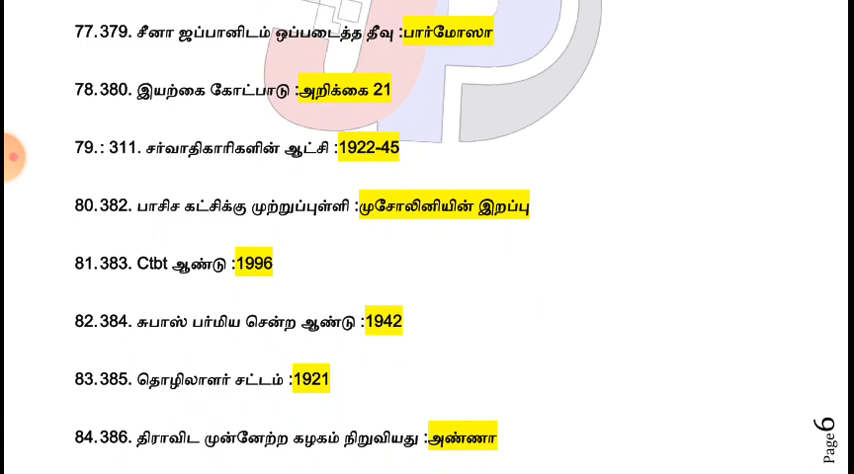 77.379. சீனா ஜப்பானிடம் ஒப்படைத்த தீவு :பார்மோஸா
78.380. இயற்கை கோட்பாடு :அறிக்கை 21
79.: 311. சர்வாதிகாரிகளின் ஆட்சி :1922-45
80.382. பாசிச கட்சிக்கு முற்றுப்புள்ளி :முசோலினியின் இறப்பு
81.383. Ctbt ஆண்டு :1996
82.384. சுபாஸ் பர்மிய சென்ற ஆண்டு :1942
83.385. தொழிலாளர் சட்டம் :1921
84.386. திராவிட முன்னேற்ற கழகம் நிறுவியது :அண்ணா
Page6